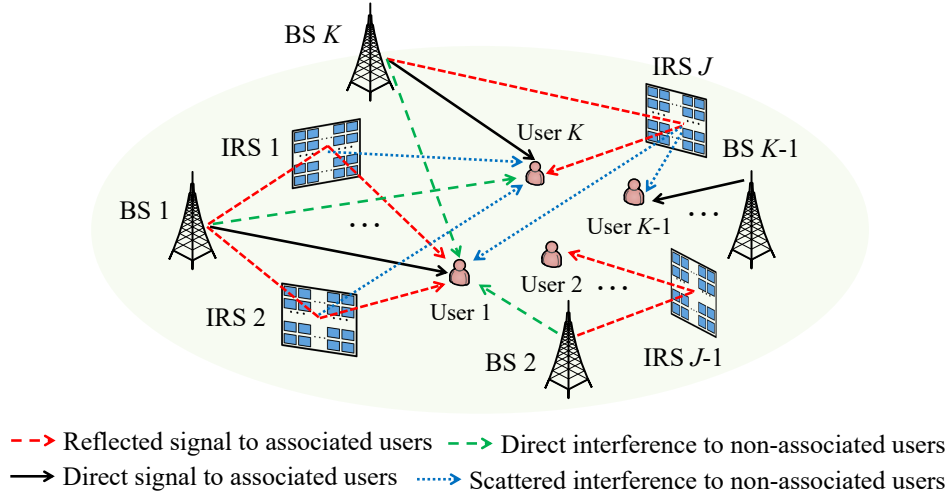 BS K
IRS J
User K
IRS 1
BS K-1
BS 1
...
User K-1
...
User 2
...
User 1
IRS 2
BS 2
IRS J-1
Reflected signal to associated users
Direct interference to non-associated users
Direct signal to associated users
Scattered interference to non-associated users